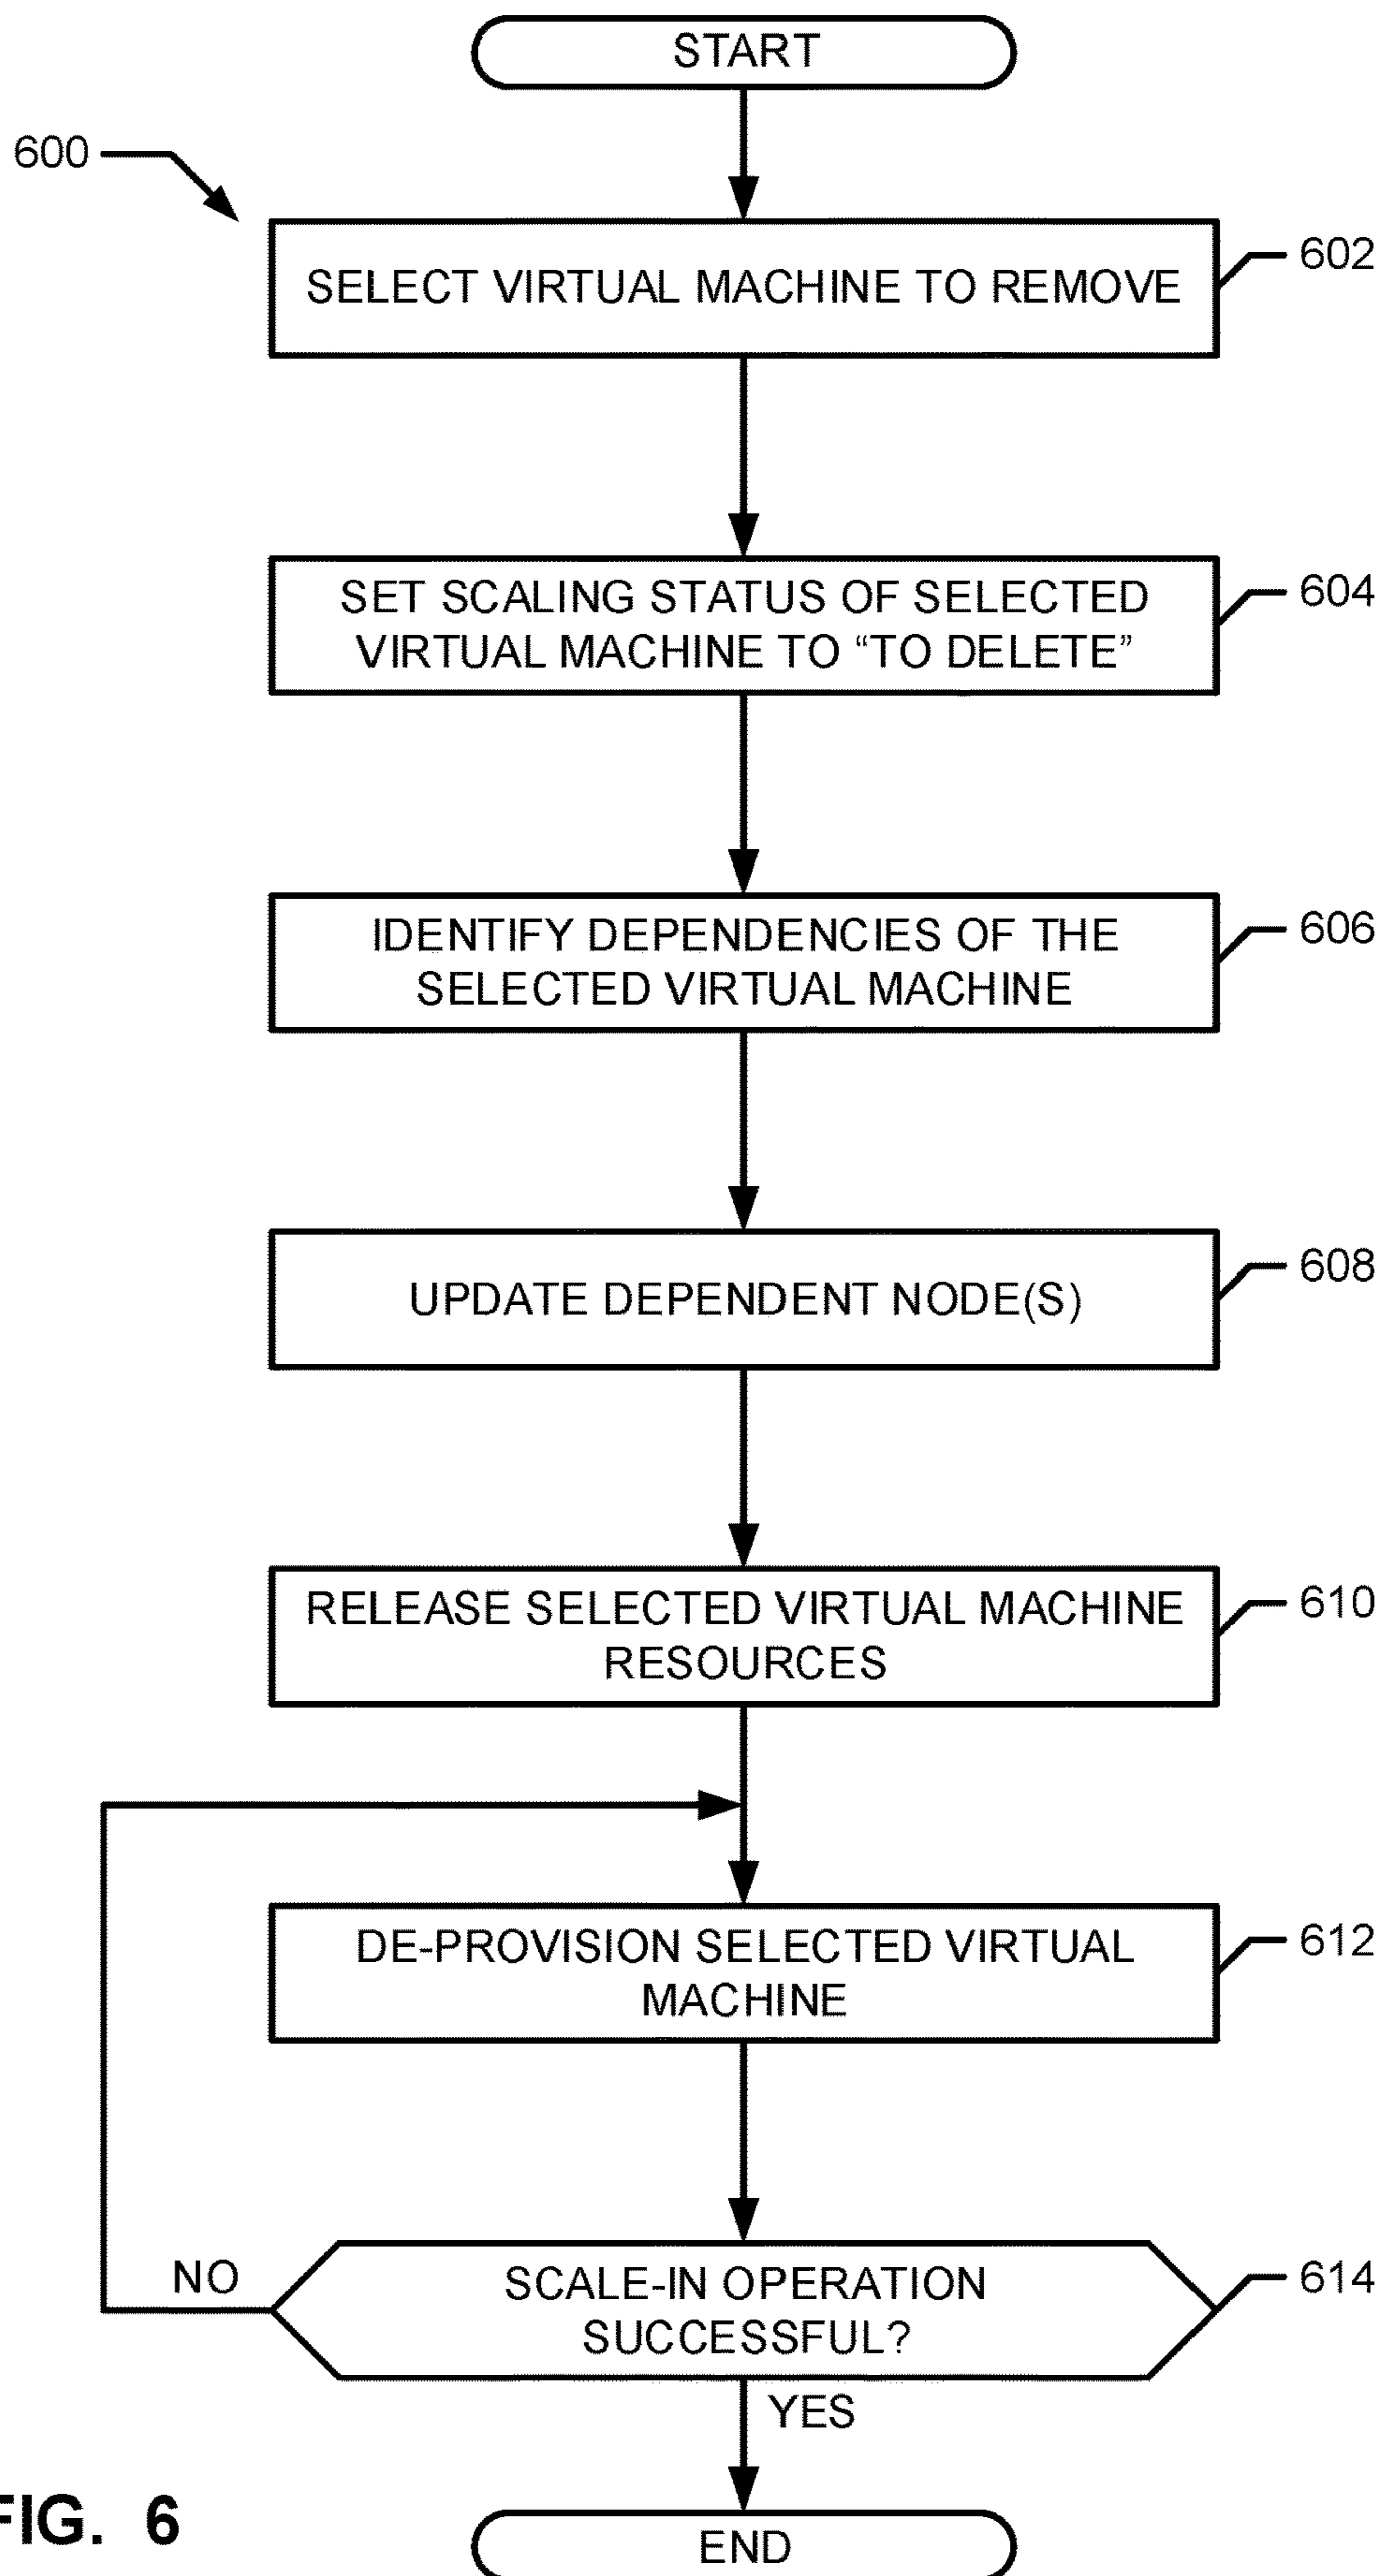 START
600
SELECT VIRTUAL MACHINE TO REMOVE
602
SET SCALING STATUS OF SELECTED
VIRTUAL MACHINE TO “TO DELETE”
604
IDENTIFY DEPENDENCIES OF THE
SELECTED VIRTUAL MACHINE
606
UPDATE DEPENDENT NODE(S)
608
RELEASE SELECTED VIRTUAL MACHINE
RESOURCES
610
DE-PROVISION SELECTED VIRTUAL
MACHINE
612
SCALE-IN OPERATION
SUCCESSFUL?
614
NO
YES
END
FIG. 6